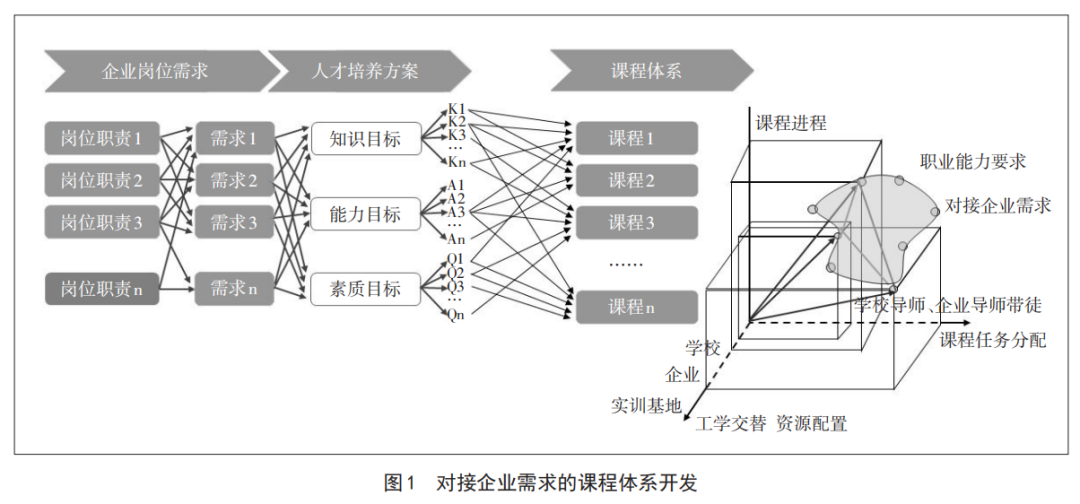 企业岗位需求
人才培养方案
课程体系
岗位职责1
岗位职责2
岗位职责3
岗位职责n
需求1
需求2
需求3
需求n
知识目标
能力目标
素质目标
K1
K2
K3
…
Kn
A1
A2
A3
…
An
Q1
Q2
Q3
…
Qn
课程1
课程2
课程3
……
课程n
课程进程
职业能力要求
对接企业需求
学校导师、企业导师带徒
课程任务分配
学校
企业
实训基地
工学交替 资源配置
图1 对接企业需求的课程体系开发